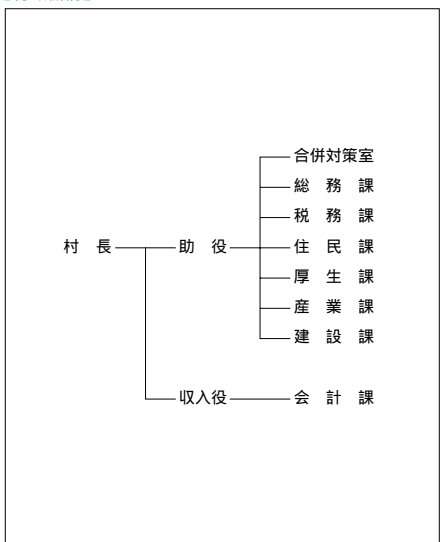 合併対策室
総務課
税務課
村長 助役 住民課
厚生課
産業課
建設課
収入役 会計課